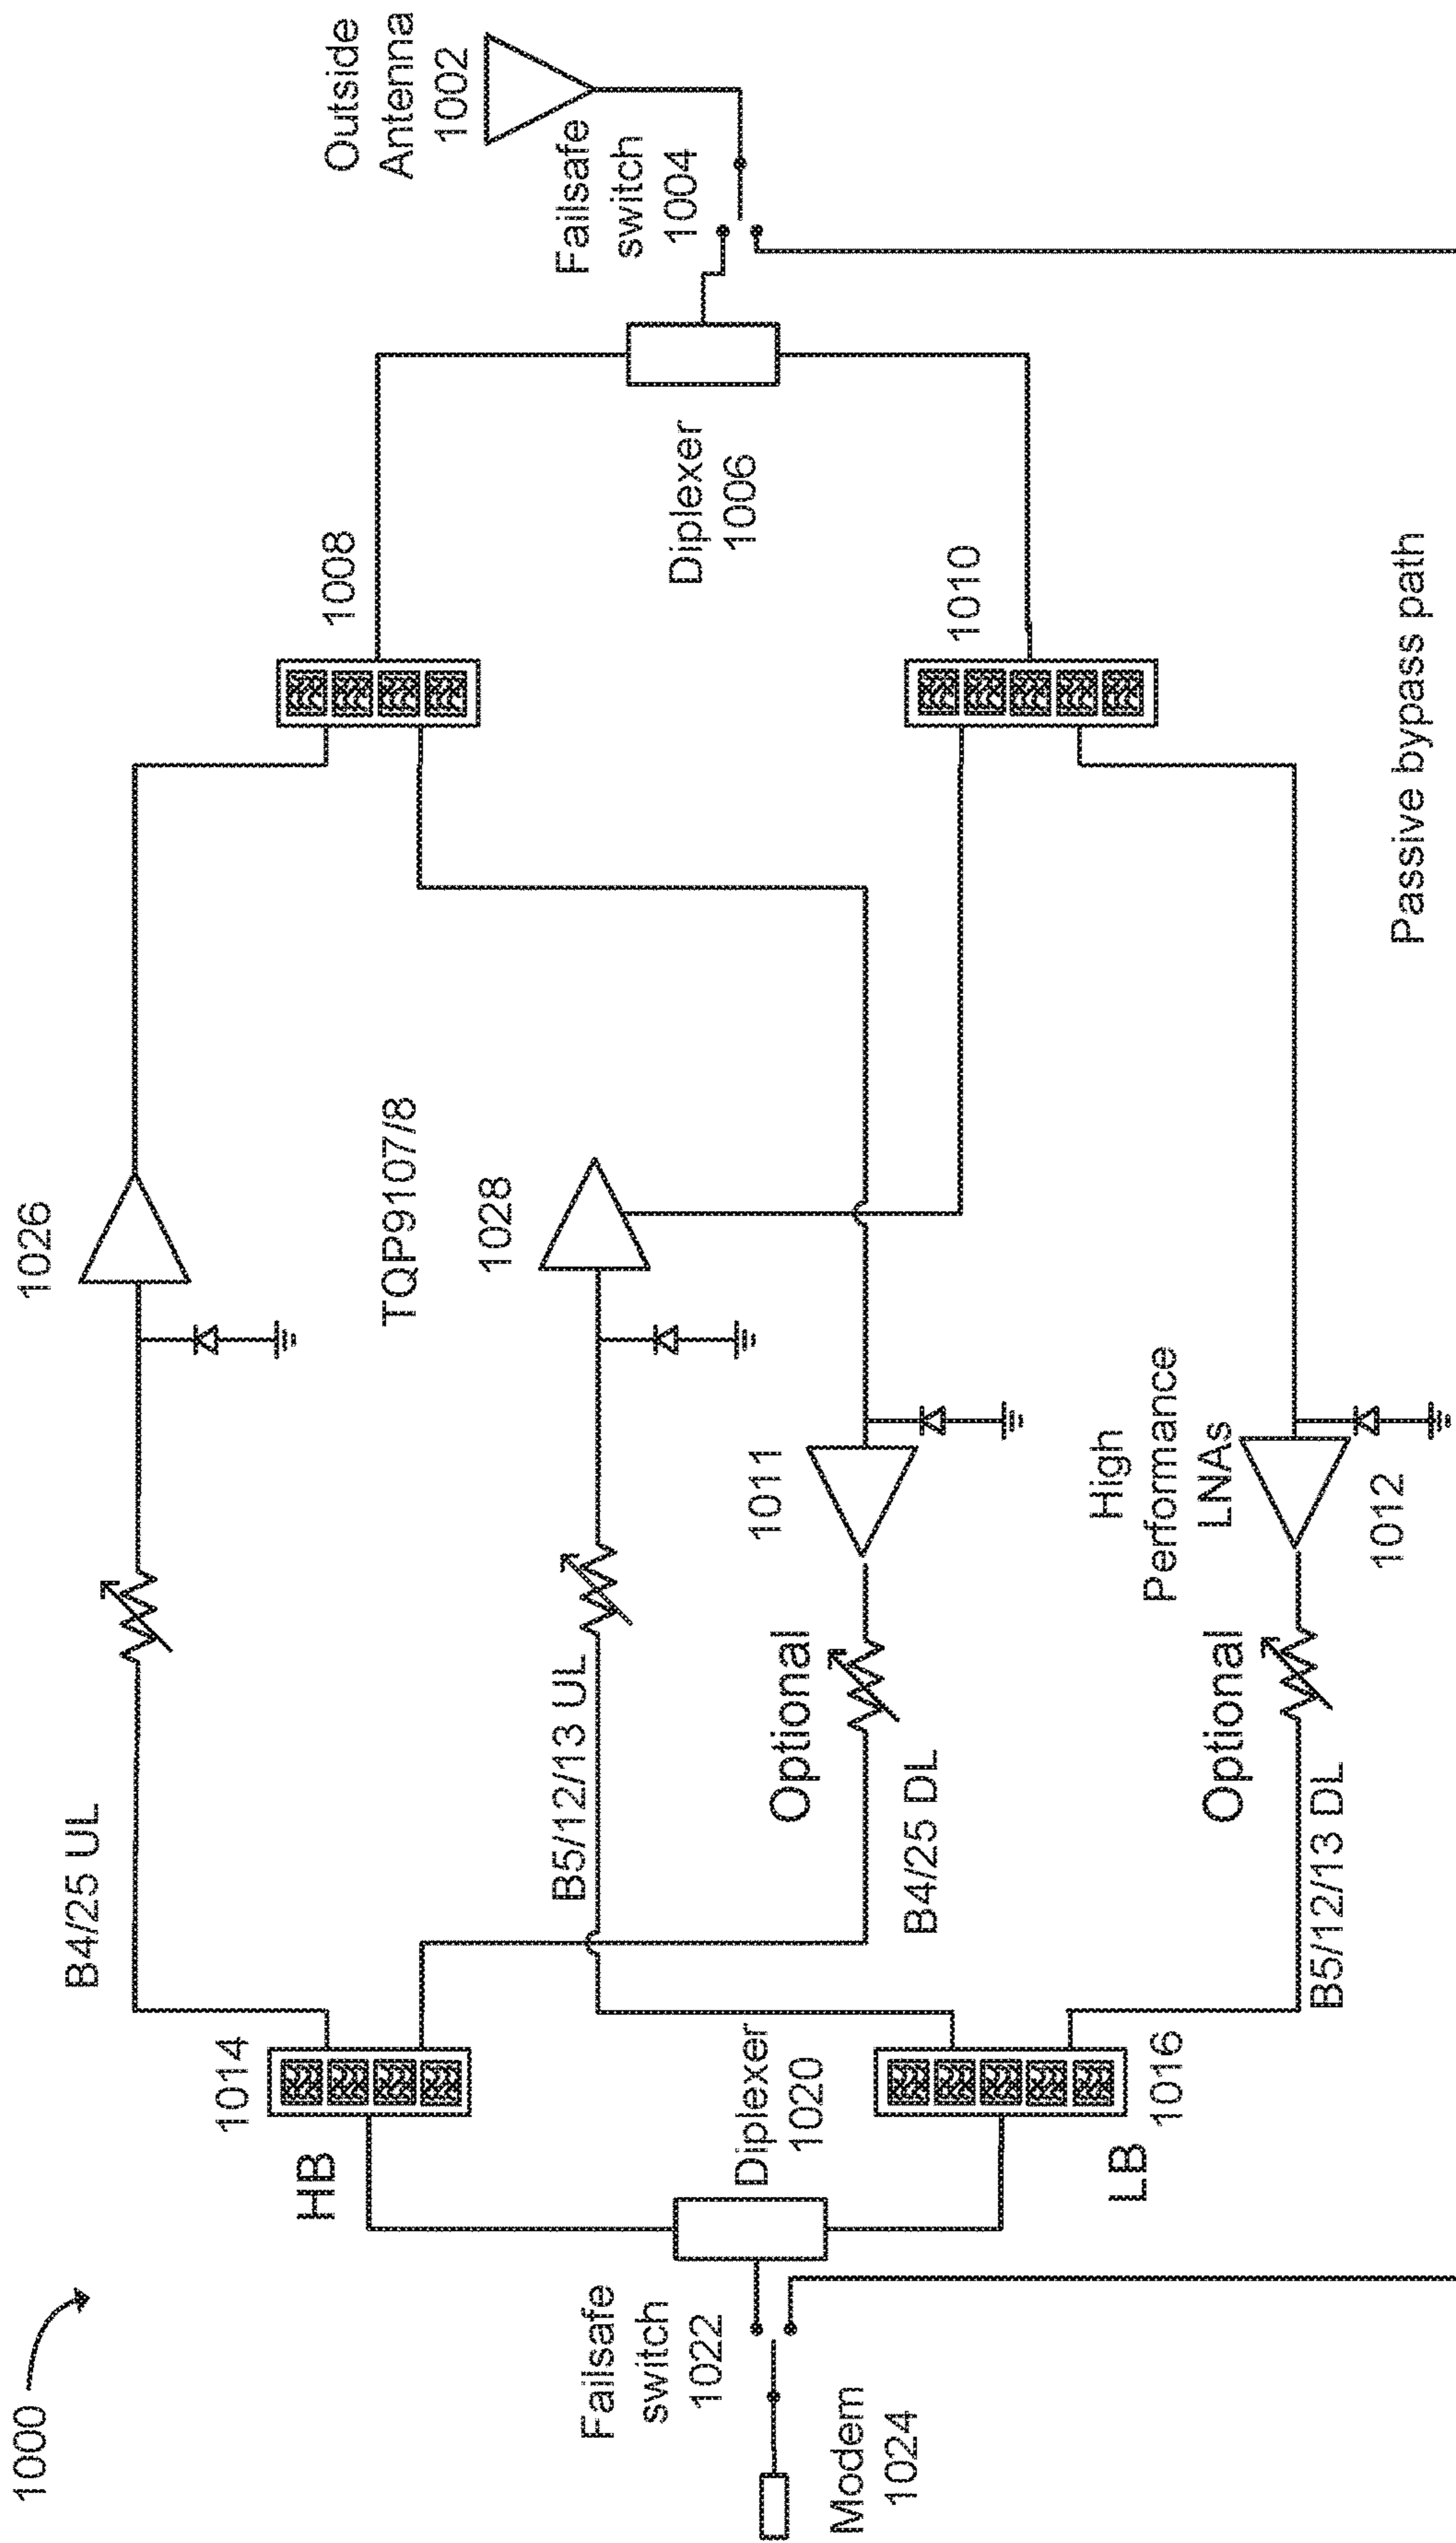 1000
Outside
Antenna
1002
Failsafe
switch
1004
Diplexer
1006
1008
1010
1026
TQP9107/8
1028
1011
High
Performance
LNAs
1012
B4/25 UL
B5/12/13 UL
Optional
B4/25 DL
Optional
B5/12/13 DL
1014
HB
Diplexer
1020
1016
LB
Failsafe
switch
1022
Modem
1024
Passive bypass path